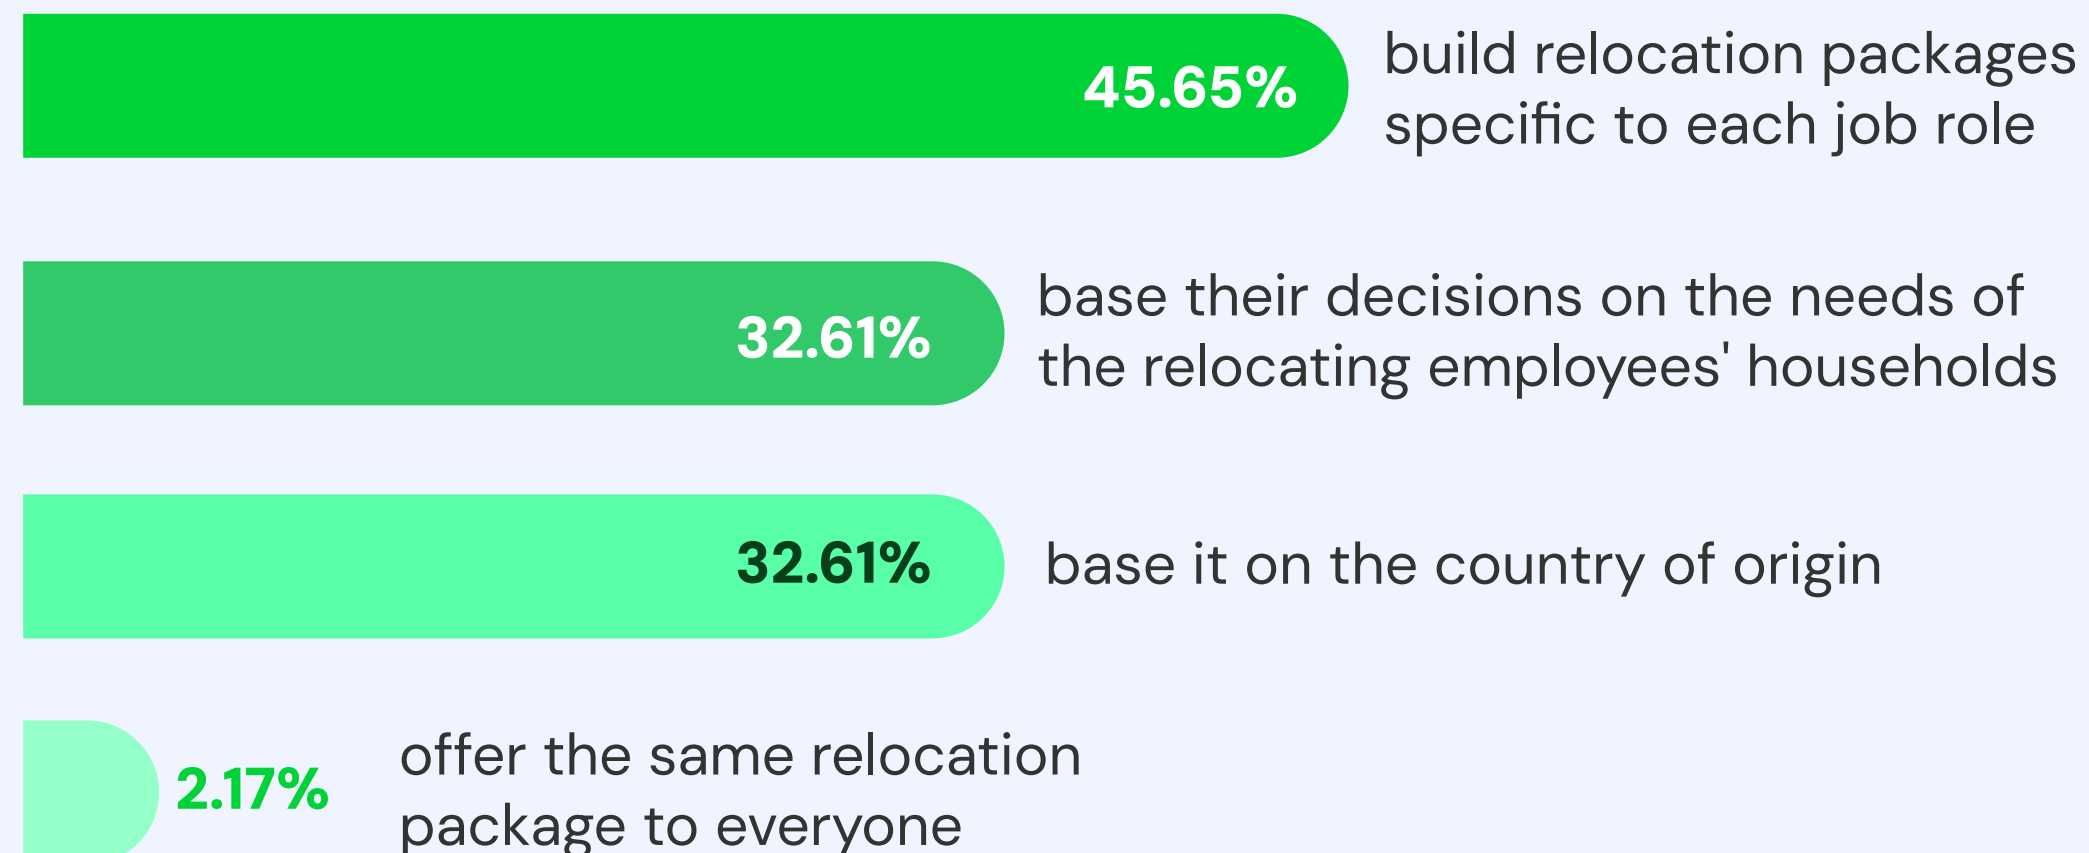 45.65%
build relocation packages
specific to each job role
32.61%
base their decisions on the needs of
the relocating employees' households
32.61%
base it on the country of origin
2.17%
offer the same relocation
package to everyone